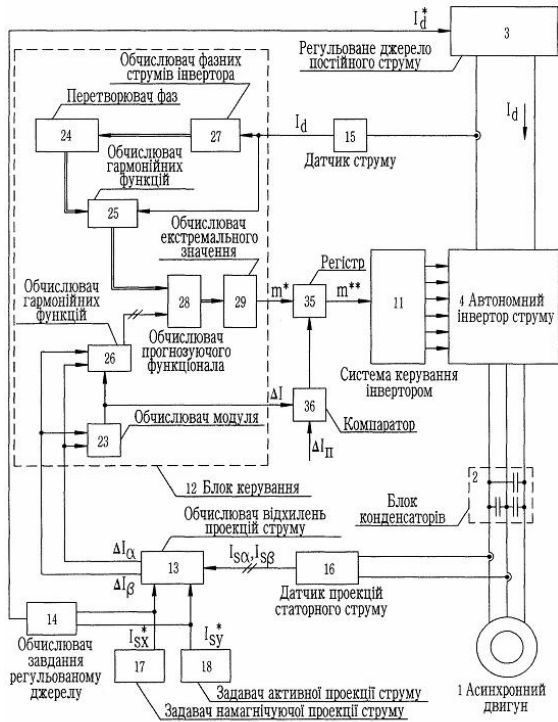 I*d
3
Регульоване джерело
постійного струму
Обчислювач фазних
струмів інвертора
Перетворювач фаз
24
27
Id
15
Id
Датчик струму
Обчислювач
гармонійних
функцій
25
Обчислювач
екстремального
значення
Обчислювач
гармонійних
функцій
28
29
m*
Регістр
35
m**
11
4 Автономний
інвертор струму
26
Обчислювач
прогнозуючого
функціонала
Система керування
інвертором
ΔI
36
23
Обчислювач модуля
Компаратор
ΔIп
12 Блок керування
2
Блок
конденсаторів
Обчислювач відхилень
проекцій струму
ΔIα
ΔIβ
13
Isα,Isβ
16
Датчик проекцій
статорного струму
14
I*sx
I*sy
Обчислювач
завдання
регульованому
джерелу
17
18
Задавач активної проекції струму
Задавач намагнічуючої проекції струму
1 Асинхронний
двигун